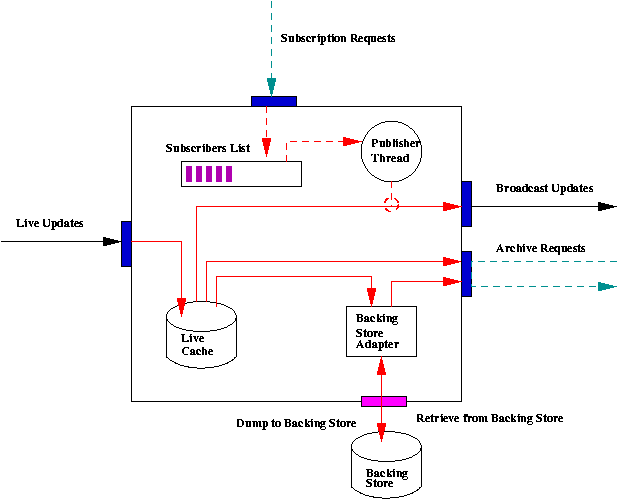 Subscription Requests
Subscribers List
Publisher
Thread
Broadcast Updates
Live Updates
Archive Requests
Live
Cache
Backing
Store
Adapter
Dump to Backing Store
Retrieve from Backing Store
Backing
Store